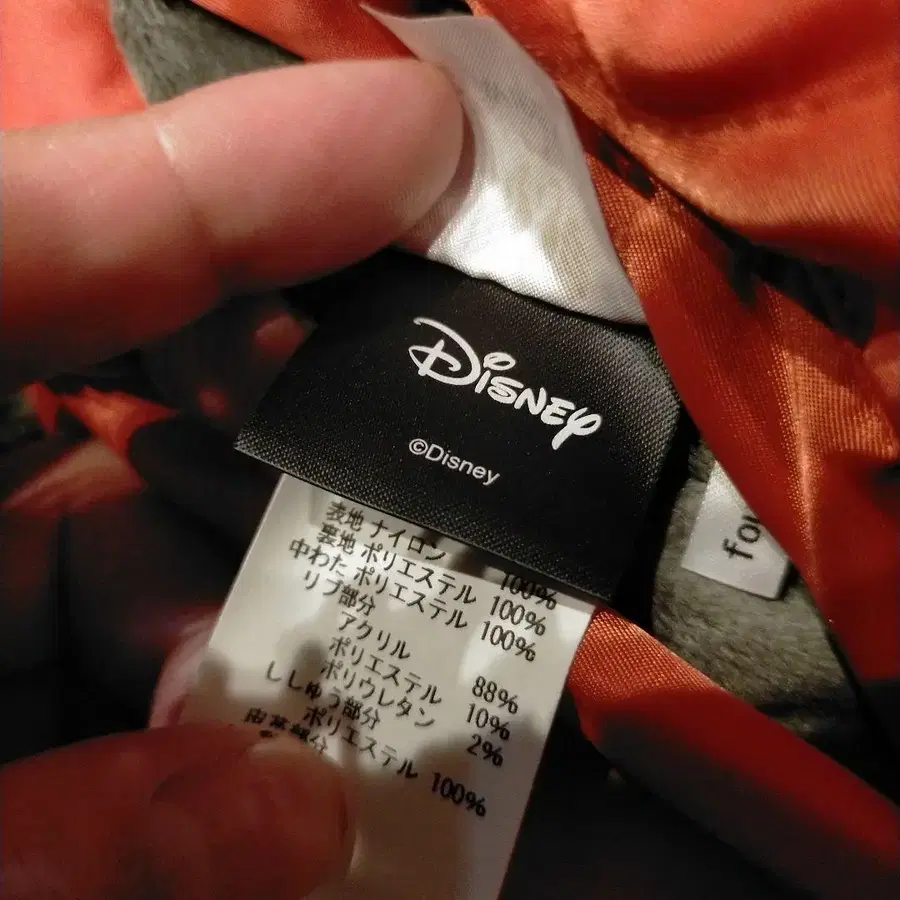 Disney
©Disney
表地 ナイロン 100%
裏地 ポリエステル 100%
中わた ポリエステル 100%
リブ部分
アクリル 88%
ポリエステル 10%
ポリウレタン 2%
ししゅう部分
ポリエステル 100%
部分
for